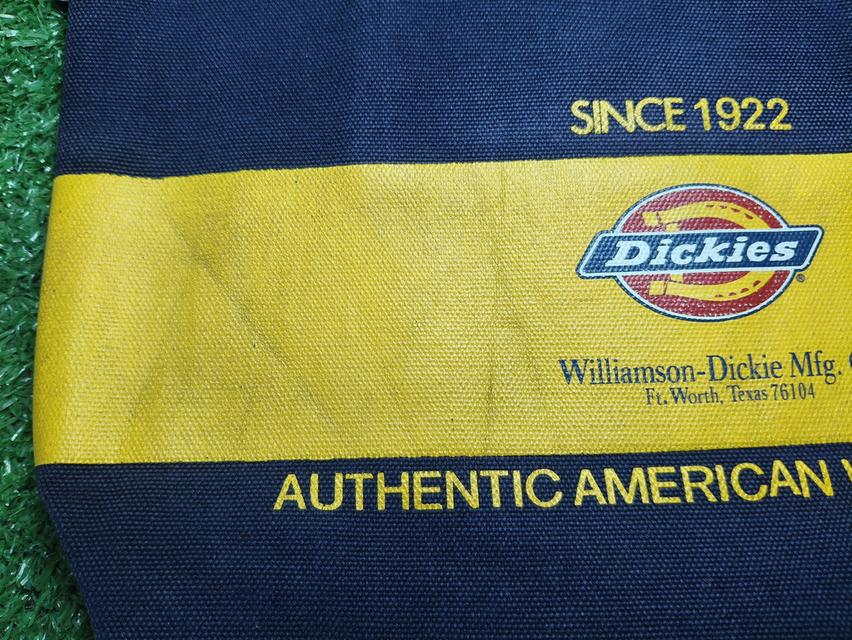 SINCE 1922
Dickies®
Williamson-Dickie Mfg.
Ft. Worth, Texas 76104
AUTHENTIC AMERICAN